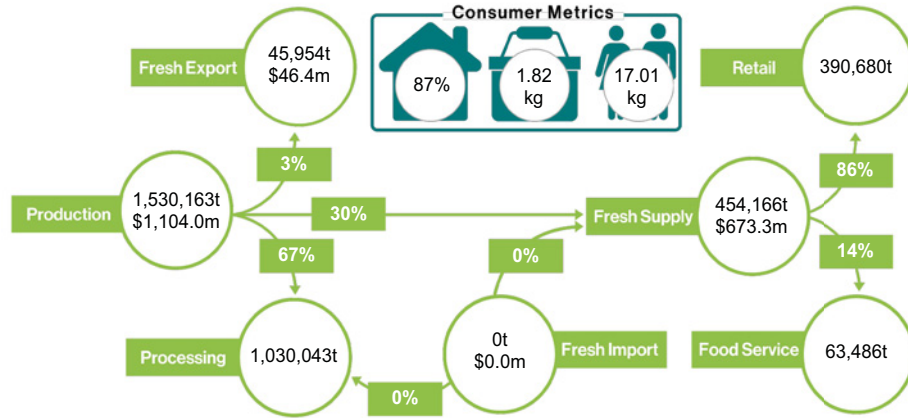 Consumer Metrics
Fresh Export
45,954t
$46.4m
87%
1.82
kg
17.01
kg
Retail
390,680t
3%
86%
Production
1,530,163t
$1,104.0m
30%
Fresh Supply
454,166t
$673.3m
67%
0%
14%
Processing
1,030,043t
0t
$0.0m
Fresh Import
Food Service
63,486t
0%